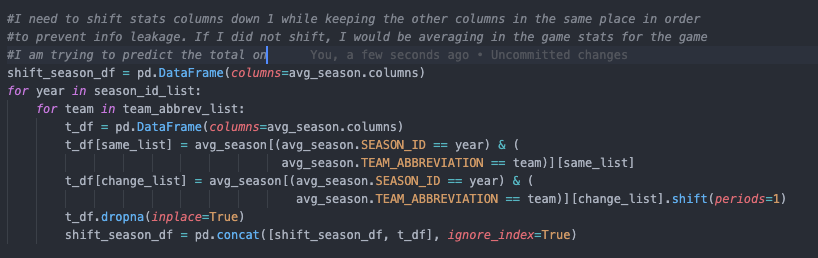 #I need to shift stats columns down 1 while keeping the other columns in the same place in order
#to prevent info leakage. If I did not shift, I would be averaging in the game stats for the game
#I am trying to predict the total on You, a few seconds ago • Uncommitted changes
shift_season_df = pd.DataFrame(columns=avg_season.columns)
for year in season_id_list:
    for team in team_abbrev_list:
        t_df = pd.DataFrame(columns=avg_season.columns)
        t_df[same_list] = avg_season[(avg_season.SEASON_ID == year) & (
                                      avg_season.TEAM_ABBREVIATION == team)][same_list]
        t_df[change_list] = avg_season[(avg_season.SEASON_ID == year) & (
                                        avg_season.TEAM_ABBREVIATION == team)][change_list].shift(periods=1)
        t_df.dropna(inplace=True)
        shift_season_df = pd.concat([shift_season_df, t_df], ignore_index=True)